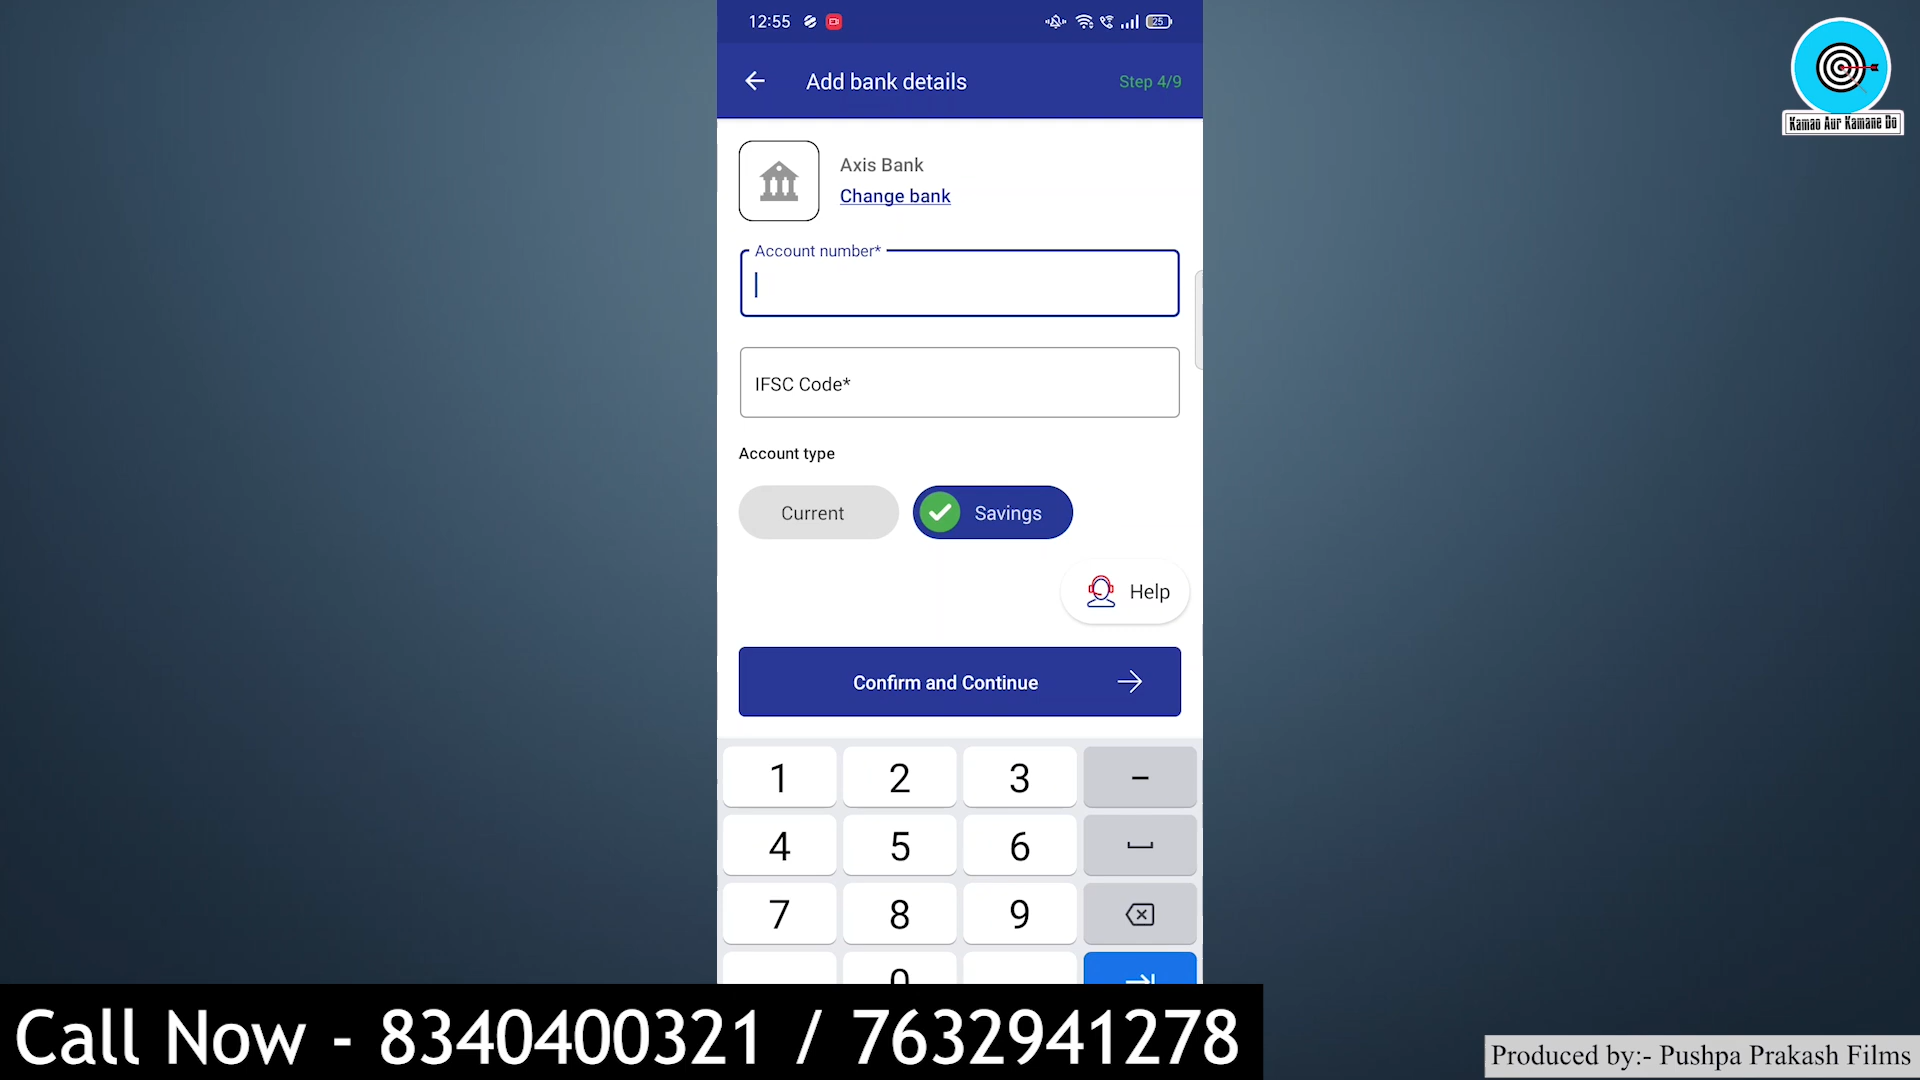 12:55
25
Add bank details
Step 4/9
Kamao Aur Kamane Do
Axis Bank
Change bank
Account number*
IFSC Code*
Account type
Current
Savings
Help
Confirm and Continue
1 2 3 –
4 5 6
7 8 9
0
Call Now - 8340400321 / 7632941278
Produced by:- Pushpa Prakash Films